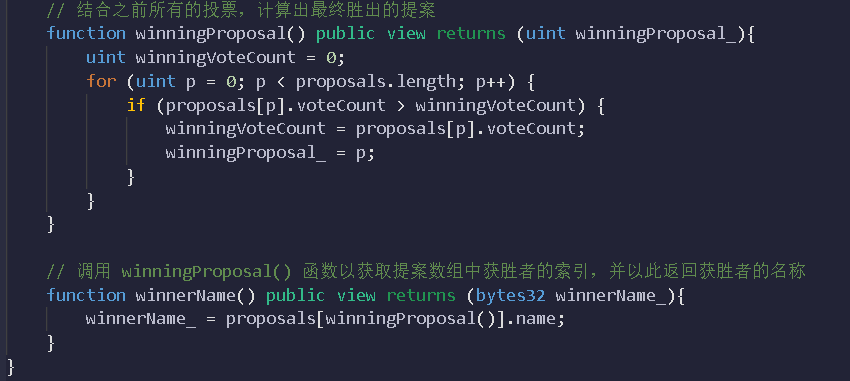 // 结合之前所有的投票，计算出最终胜出的提案
function winningProposal() public view returns (uint winningProposal_){
uint winningVoteCount = 0;
for (uint p = 0; p < proposals.length; p++) {
if (proposals[p].voteCount > winningVoteCount) {
winningVoteCount = proposals[p].voteCount;
winningProposal_ = p;
}
}
}
// 调用 winningProposal() 函数以获取提案数组中获胜者的索引，并以此返回获胜者的名称
function winnerName() public view returns (bytes32 winnerName_){
winnerName_ = proposals[winningProposal()].name;
}
}